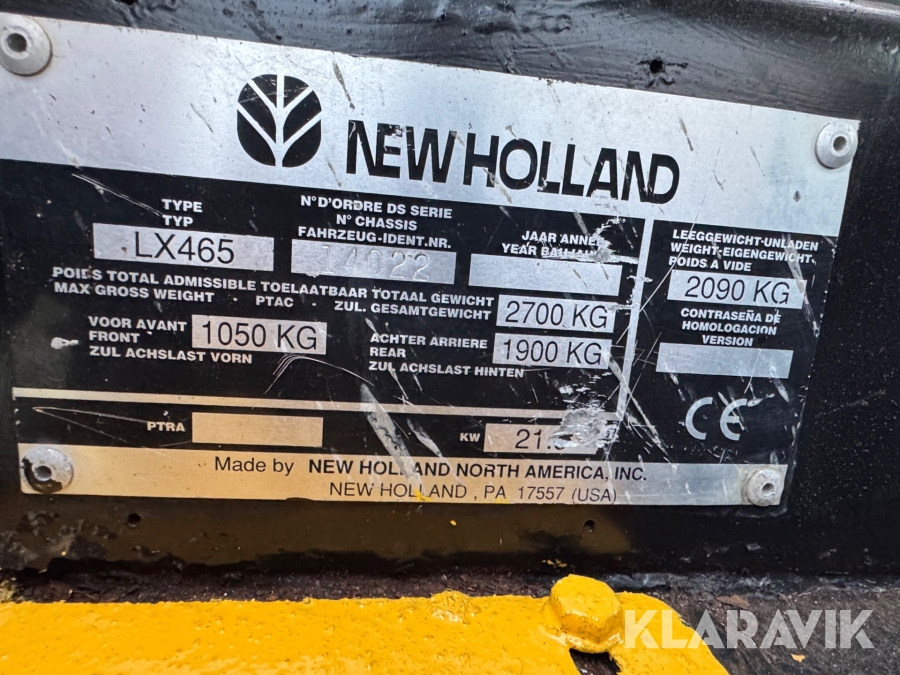 NEW HOLLAND
TYPE
TYP
LX465
N° D'ORDRE DS SERIE
N° CHASSIS
FAHRZEUG-IDENT.NR.
14022
JAAR ANNEE
YEAR BAUJAHR
LEEGGEWICHT-UNLADEN
WEIGHT-EIGENGEWICHT
POIDS A VIDE
2090 KG
POIDS TOTAL ADMISSIBLE TOELAATBAAR TOTAAL GEWICHT
MAX GROSS WEIGHT PTAC ZUL. GESAMTGEWICHT
2700 KG
CONTRASEÑA DE
HOMOLOGACION
VERSION
VOOR AVANT
FRONT
ZUL ACHSLAST VORN
1050 KG
ACHTER ARRIERE
REAR
ZUL ACHSLAST HINTEN
1900 KG
PTRA
KW
21.
CE
Made by NEW HOLLAND NORTH AMERICA, INC.
NEW HOLLAND, PA 17557 (USA)
KLARAVIK